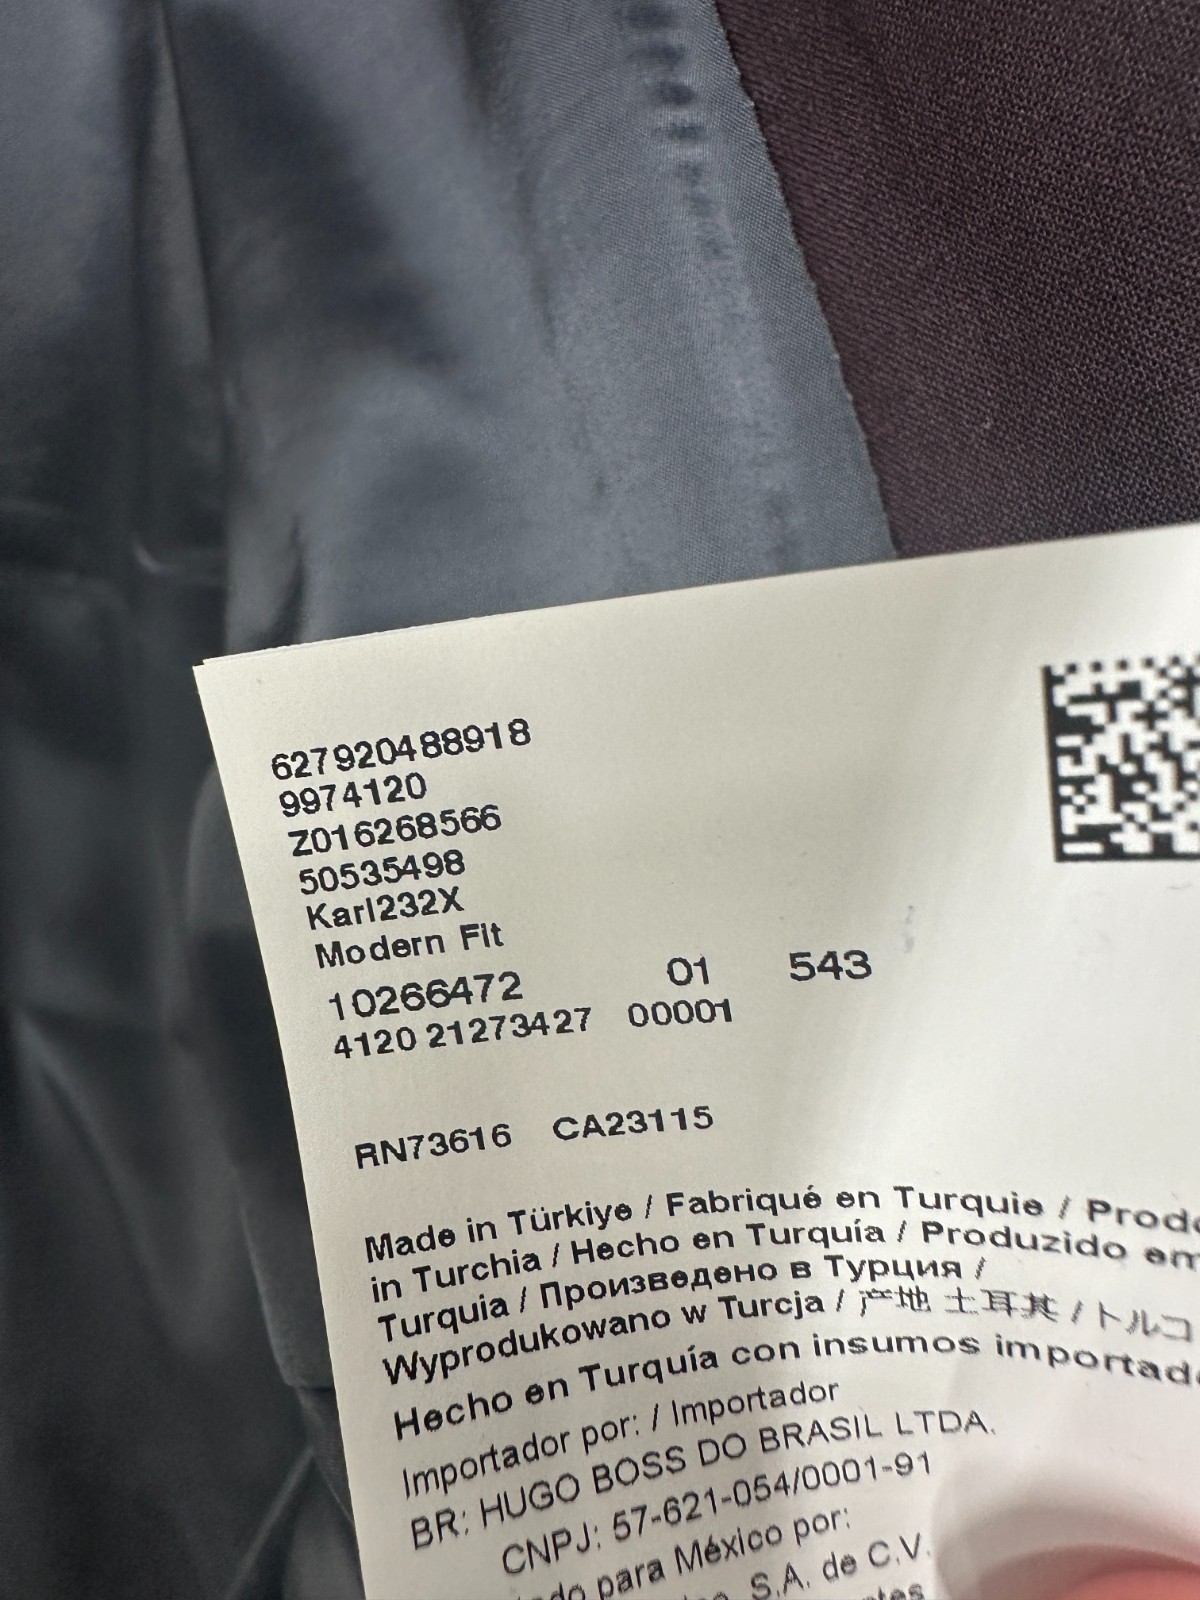 627920488918
9974120
Z016268566
50535498
Karl232X
Modern Fit
10266472 01 543
4120 21273427 00001
RN73616 CA23115
Made in Türkiye / Fabriqué en Turquie /
in Turchia / Hecho en Turquía / Produzido em
Turquia / Произведено в Турция /
Wyprodukowano w Turcja / 产地 土耳其 / トルコ
Hecho en Turquía con insumos
Importador por: / Importador
BR: HUGO BOSS DO BRASIL LTDA.
CNPJ: 57-621-054/0001-91
para México por:
S.A. de C.V.